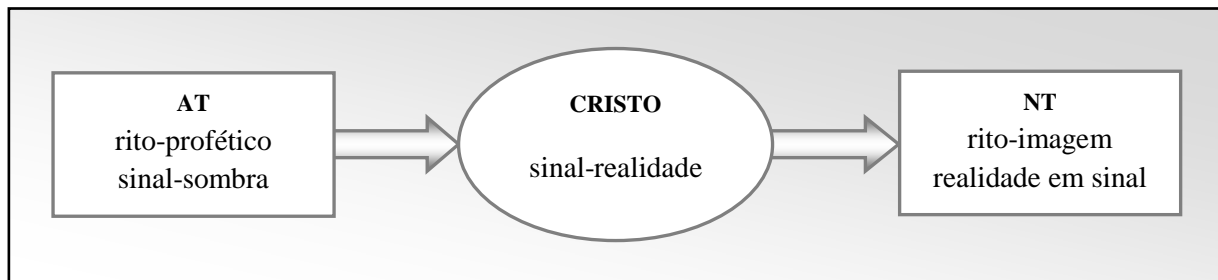 AT
rito-profético
sinal-sombra
CRISTO
sinal-realidade
NT
rito-imagem
realidade em sinal